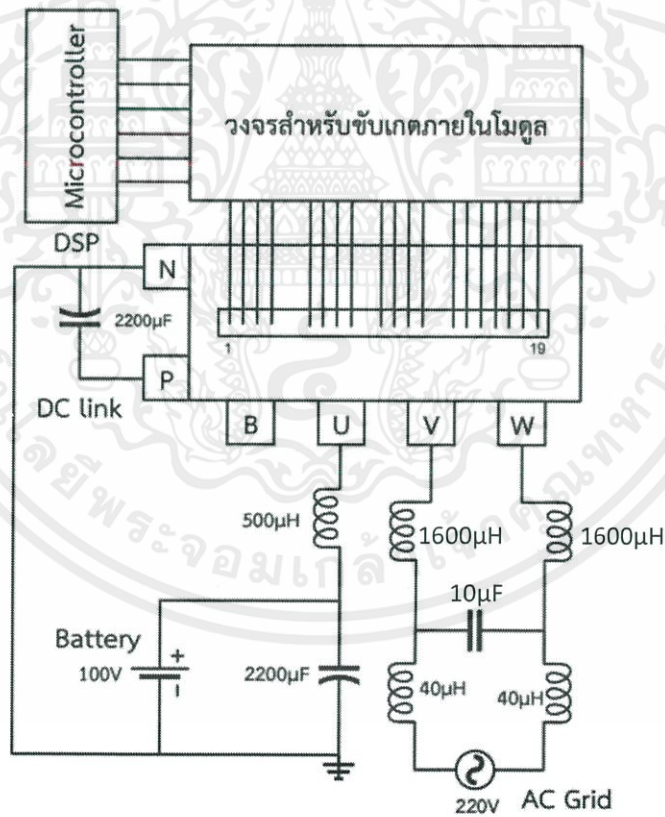 Microcontroller
วงจรสำหรับขับเกตภายในโมดูล
DSP
N
2200µF
P
1
19
DC link
B
U
V
W
500µH
1600µH
1600µH
10µF
Battery
100V
+
-
2200µF
40µH
40µH
220V
AC Grid